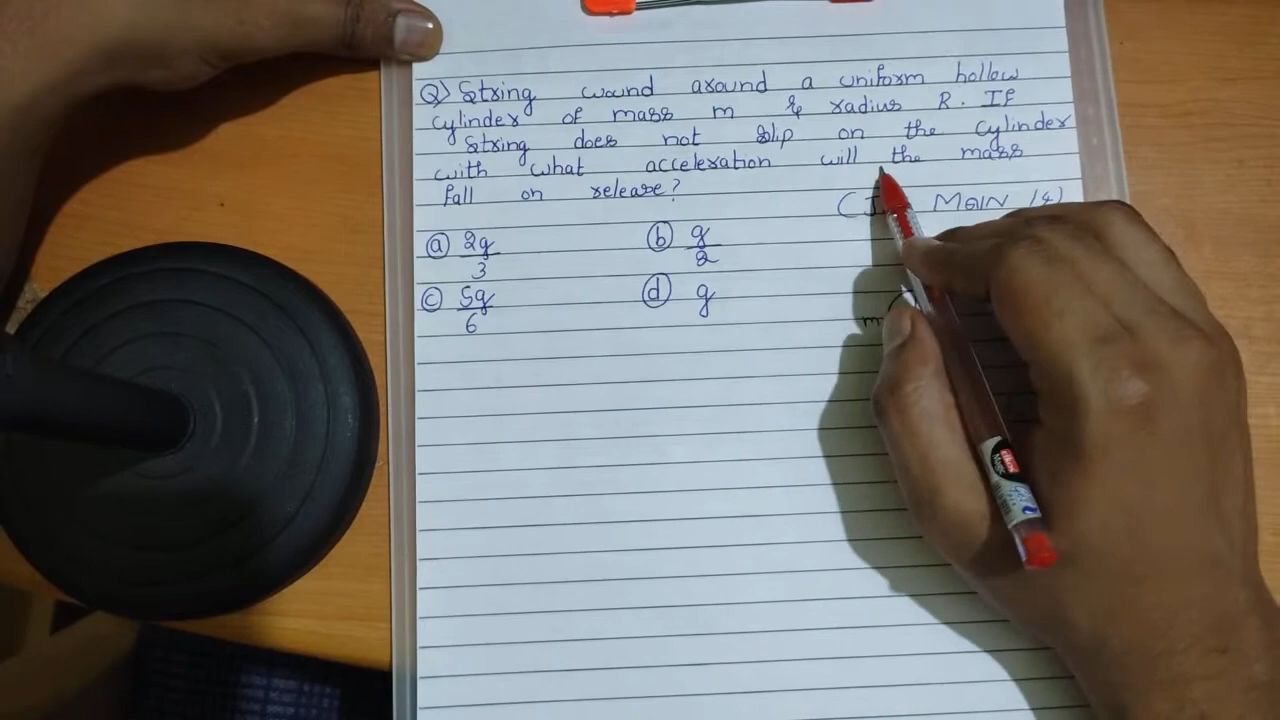 Q) String wound around a uniform hollow
cylinder of mass m & radius R. If
string does not slip on the cylinder
with what acceleration will the mass
fall on release?
( MAIN 14)
(a) 2g/3 (b) g/2
(c) 5g/6 (d) g
m